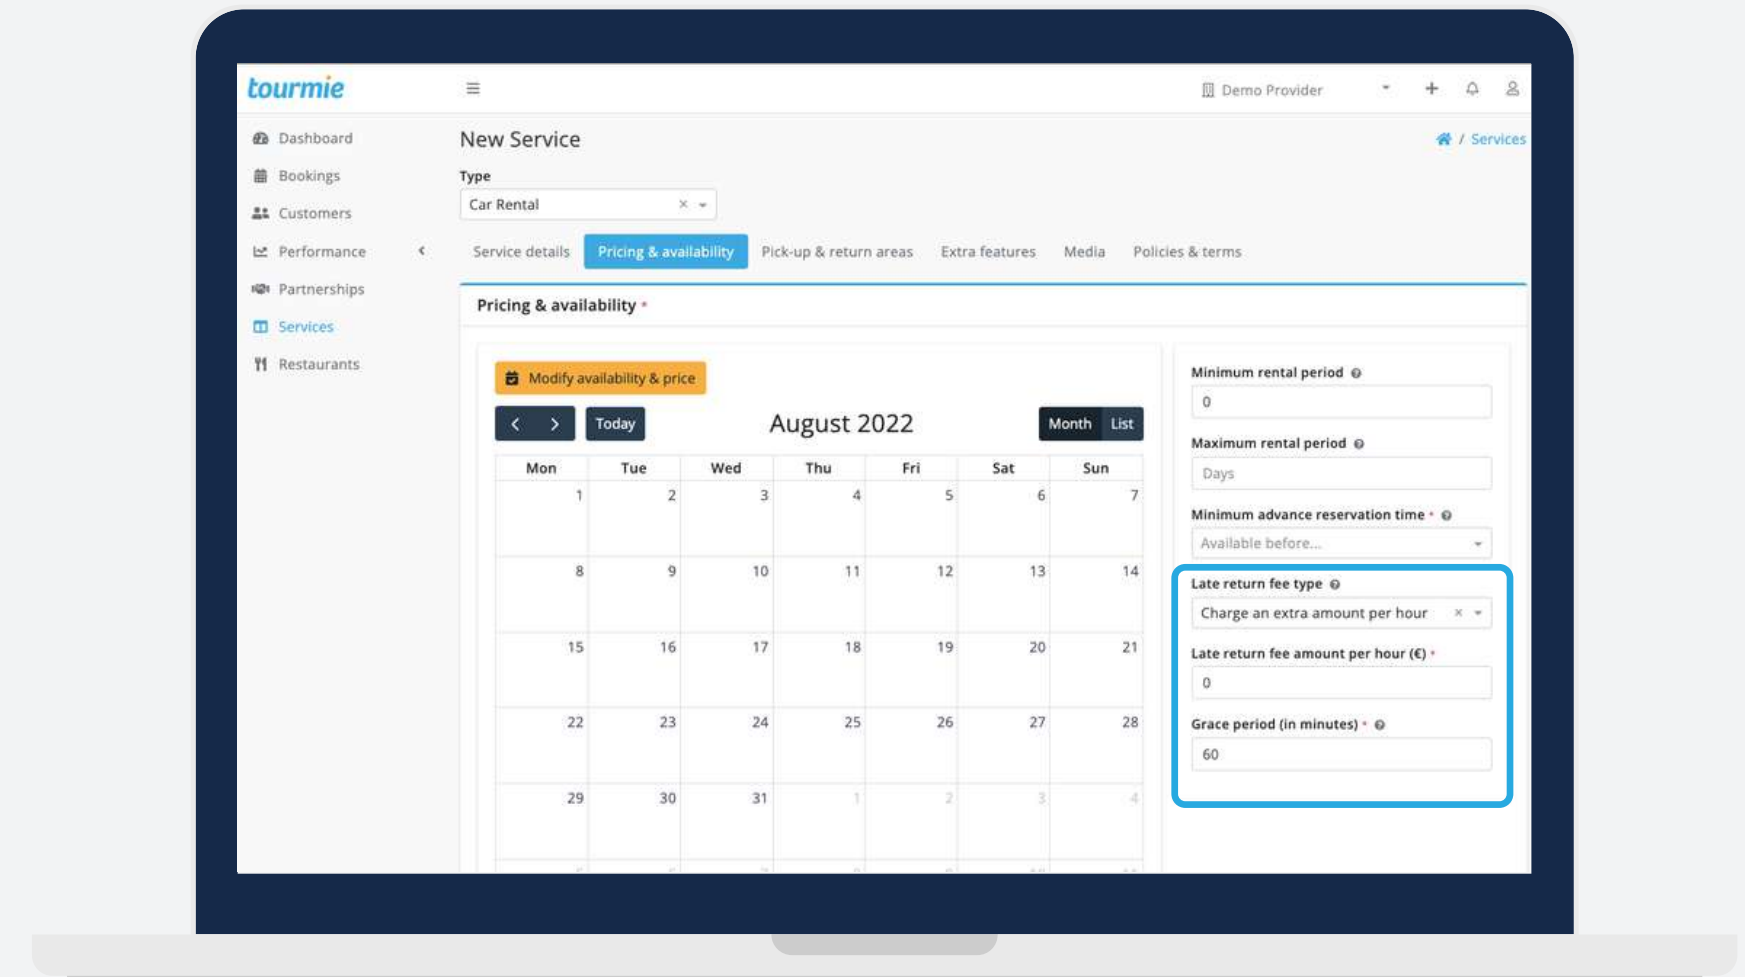 tourmie
Demo Provider
Dashboard
Bookings
Customers
Performance
Partnerships
Services
Restaurants
New Service
/ Services
Type
Car Rental
Service details Pricing & availability Pick-up & return areas Extra features Media Policies & terms
Pricing & availability *
Modify availability & price
Today
August 2022
Month List
Mon Tue Wed Thu Fri Sat Sun
1 2 3 4 5 6 7
8 9 10 11 12 13 14
15 16 17 18 19 20 21
22 23 24 25 26 27 28
29 30 31 1 2 3 4
Minimum rental period
0
Maximum rental period
Days
Minimum advance reservation time *
Available before...
Late return fee type
Charge an extra amount per hour
Late return fee amount per hour (€) *
0
Grace period (in minutes) *
60